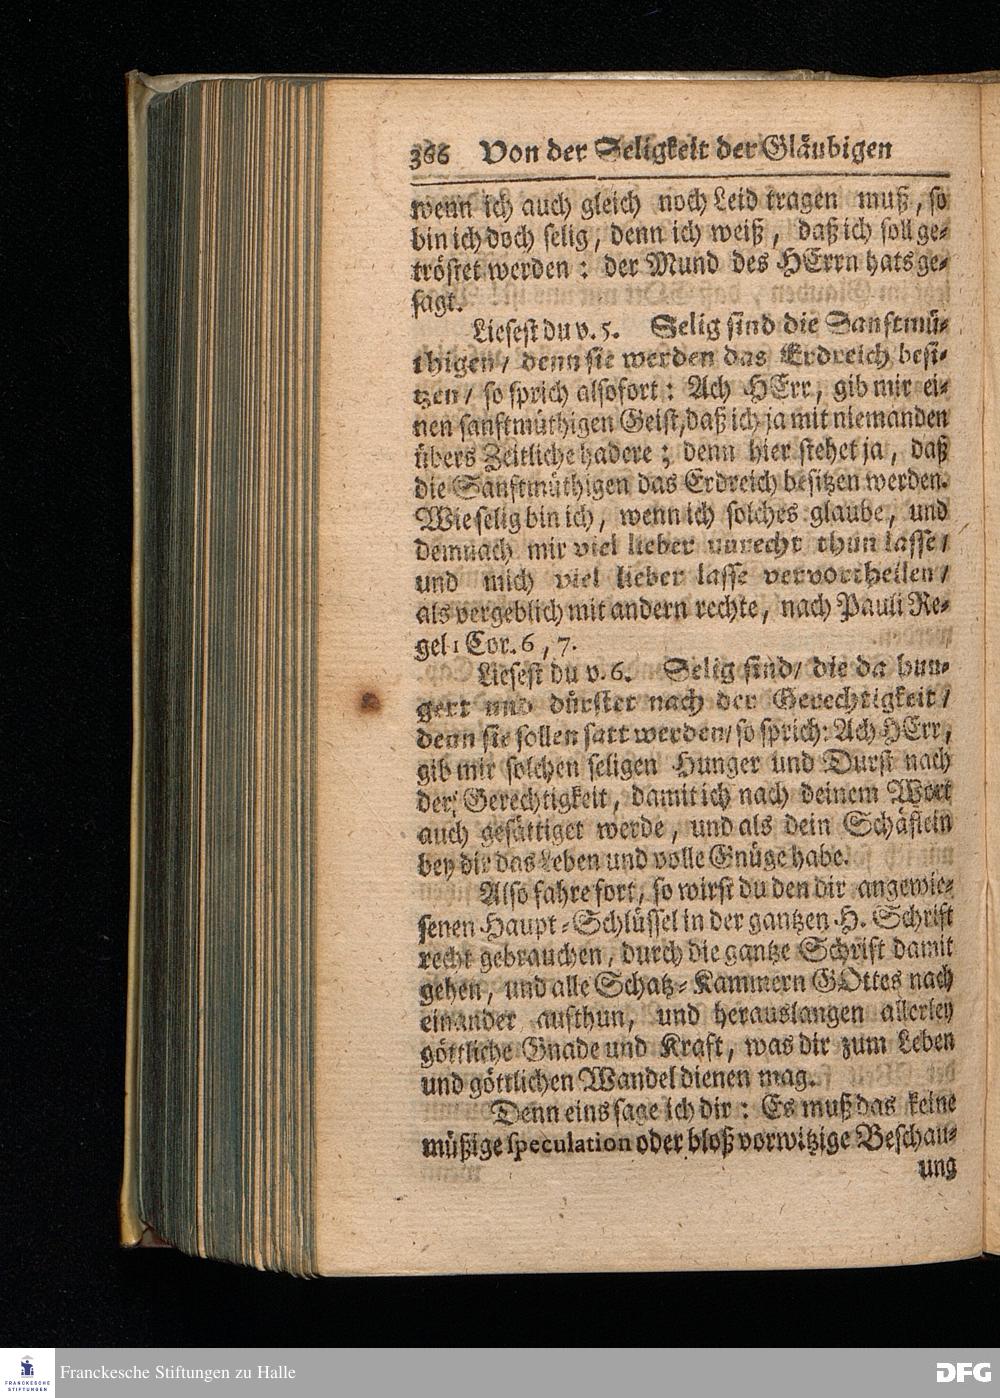 366 Von der Seligkeit der Gläubigen
wenn ich auch gleich noch Leid tragen muß, so
bin ich doch selig, denn ich weiß, daß ich soll ge-
tröstet werden: der Mund des HErrn hats ge-
sagt.
Liesest du v. 5. Selig sind die Sanftmü-
thigen/ denn sie werden das Erdreich besi-
tzen/ so sprich alsofort: Ach HErr, gib mir ei-
nen sanftmüthigen Geist, daß ich ja mit niemanden
übers Zeitliche hadere; denn hier stehet ja, daß
die Sanftmüthigen das Erdreich besitzen werden.
Wie selig bin ich, wenn ich solches glaube, und
demnach mir viel lieber unrecht thun lasse/
und mich viel lieber lasse vervortheilen/
als vergeblich mit andern rechte, nach Pauli Re-
gel 1 Cor. 6, 7.
Liesest du v. 6. Selig sind/ die da hun-
gert und dürstet nach der Gerechtigkeit/
denn sie sollen satt werden/ so sprich: Ach HErr,
gib mir solchen seligen Hunger und Durst nach
der Gerechtigkeit, damit ich nach deinem Wort
auch gesättiget werde, und als dein Schäflein
bey dir das Leben und volle Gnüge habe.
Also fahre fort, so wirst du den dir angewie-
senen Haupt-Schlüssel in der gantzen H. Schrift
recht gebrauchen, durch die gantze Schrift damit
gehen, und alle Schatz-Kammern GOttes nach
einander aufthun, und herauslangen allerley
göttliche Gnade und Kraft, was dir zum Leben
und göttlichen Wandel dienen mag.
Denn eins sage ich dir: Es muß das keine
müßige speculation oder bloß vorwitzige Beschau-
ung
FRANCKESCHE
STIFTUNGEN
Franckesche Stiftungen zu Halle
DFG